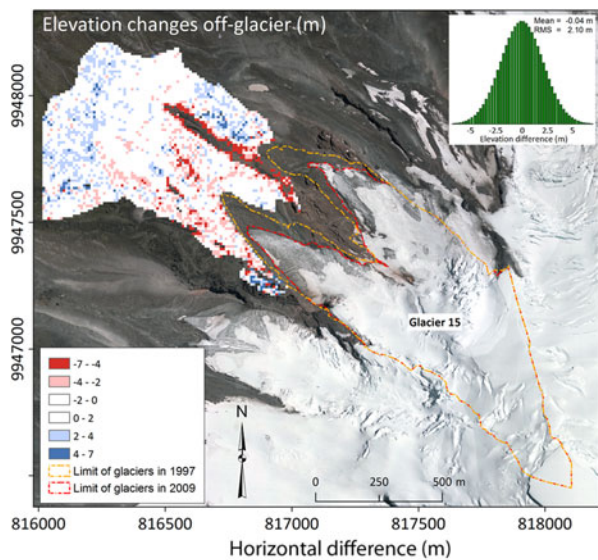 Elevation changes off-glacier (m)
Mean = -0.04 m
RMS = 2.10 m
-5 -2.5 0 2.5 5
Elevation difference (m)
9948000
9947500
9947000
Glacier 15
-7 - -4
-4 - -2
-2 - 0
0 - 2
2 - 4
4 - 7
Limit of glaciers in 1997
Limit of glaciers in 2009
N
0 250 500 m
816000 816500 817000 817500 818000
Horizontal difference (m)